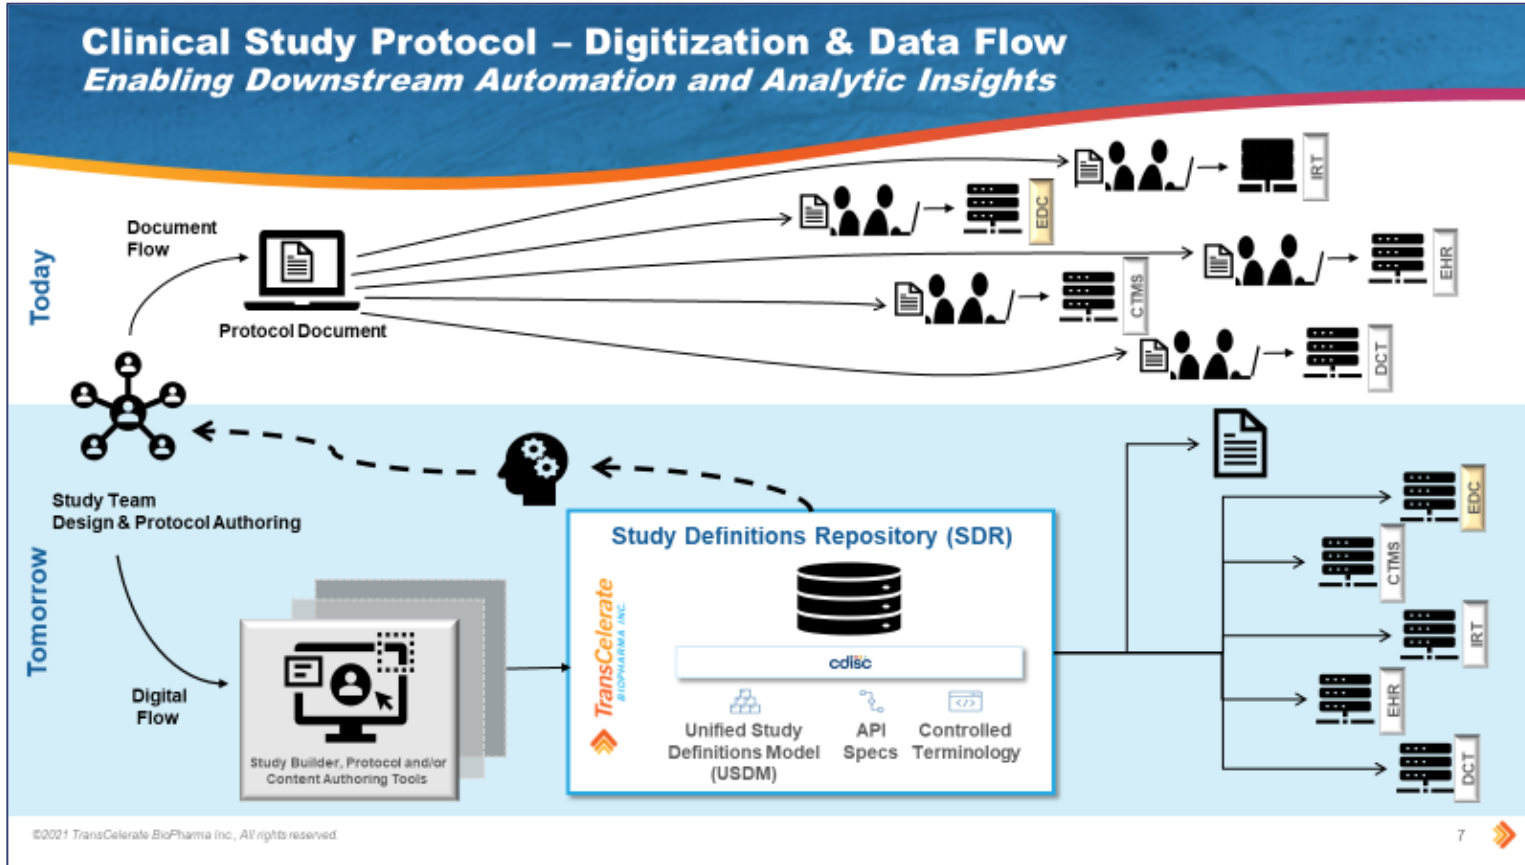 Clinical Study Protocol – Digitization & Data Flow
Enabling Downstream Automation and Analytic Insights
Today
Document
Flow
Protocol Document
IRT
EDC
EHR
CTMS
DCT
Tomorrow
Study Team
Design & Protocol Authoring
Digital
Flow
Study Builder, Protocol and/or
Content Authoring Tools
Study Definitions Repository (SDR)
TransCelerate
BIOPHARMA INC.
cdisc
</>
Unified Study
Definitions Model
(USDM)
API
Specs
Controlled
Terminology
EDC
CTMS
IRT
EHR
DCT
©2021 TransCelerate BioPharma Inc., All rights reserved.
7